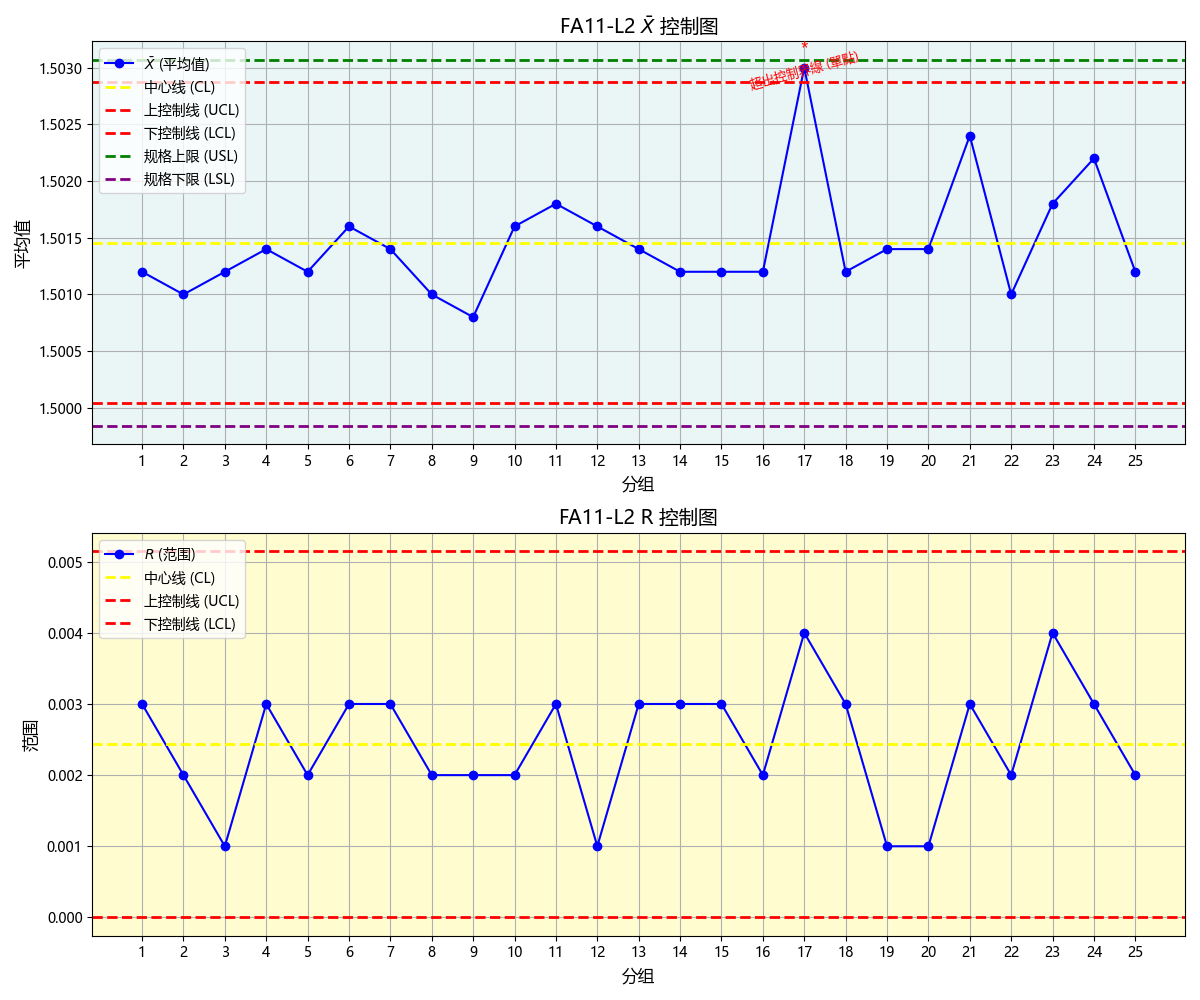 FA11-L2 X̄ 控制图
*
超出控制界線 (單點)
X̄ (平均值)
中心线 (CL)
上控制线 (UCL)
下控制线 (LCL)
规格上限 (USL)
规格下限 (LSL)
平均值
1.5030
1.5025
1.5020
1.5015
1.5010
1.5005
1.5000
1 2 3 4 5 6 7 8 9 10 11 12 13 14 15 16 17 18 19 20 21 22 23 24 25
分组
FA11-L2 R 控制图
R (范围)
中心线 (CL)
上控制线 (UCL)
下控制线 (LCL)
范围
0.005
0.004
0.003
0.002
0.001
0.000
1 2 3 4 5 6 7 8 9 10 11 12 13 14 15 16 17 18 19 20 21 22 23 24 25
分组